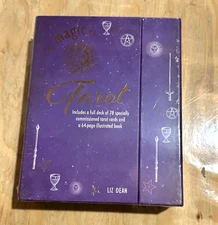 magic
Tarot
Includes a full deck of 78 specially
commissioned tarot cards and
a 64-page illustrated book
LIZ DEAN